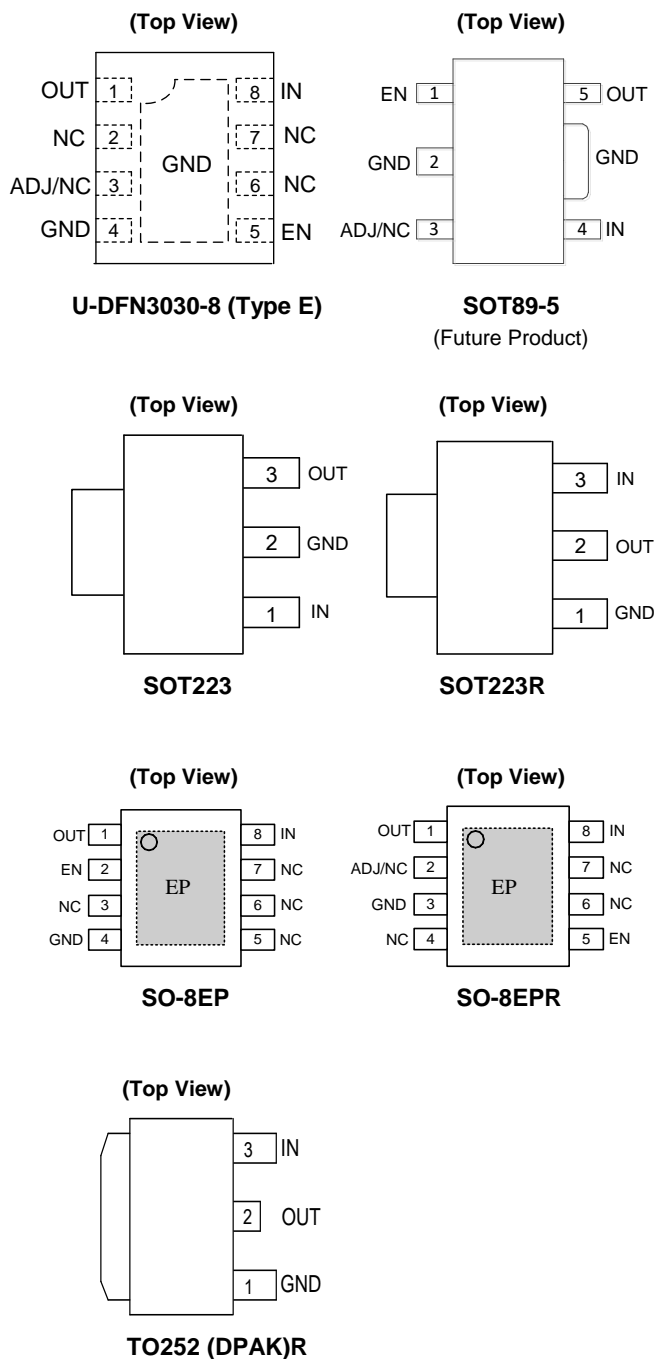 (Top View)
OUT 1 8 IN
NC 2 7 NC
GND
ADJ/NC 3 6 NC
GND 4 5 EN
U-DFN3030-8 (Type E)
(Top View)
EN 1 5 OUT
GND 2 GND
ADJ/NC 3 4 IN
SOT89-5
(Future Product)
(Top View)
3 OUT
2 GND
1 IN
SOT223
(Top View)
3 IN
2 OUT
1 GND
SOT223R
(Top View)
OUT 1 8 IN
EN 2 7 NC
EP
NC 3 6 NC
GND 4 5 NC
SO-8EP
(Top View)
OUT 1 8 IN
ADJ/NC 2 7 NC
EP
GND 3 6 NC
NC 4 5 EN
SO-8EPR
(Top View)
3 IN
2 OUT
1 GND
TO252 (DPAK)R